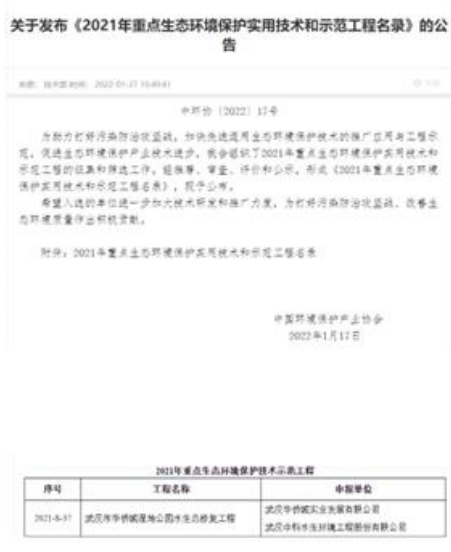 关于发布《2021年重点生态环境保护实用技术和示范工程名录》的公
告
2022-01-27 16:49:41
中环协〔2022〕17号
为助力打好污染防治攻坚战，加快先进适用生态环境保护技术的推广应用与工程示
范，促进生态环境保护产业技术进步，我会组织了2021年重点生态环境保护实用技术和
示范工程的征集和筛选工作，经推荐、审查、评价和公示，形成《2021年重点生态环境
保护实用技术和示范工程名录》，现予公布。
希望入选的单位进一步加大技术研发和推广力度，为打好污染防治攻坚战、改善生
态环境质量作出积极贡献。
附件：2021年重点生态环境保护实用技术和示范工程名录
中国环境保护产业协会
2022年1月17日
2021年重点生态环境保护技术示范工程
序号 工程名称 申报单位
2021-S-37 武汉市华侨城湿地公园水生态修复工程 武汉华侨城实业发展有限公司
武汉中科水生环境工程股份有限公司